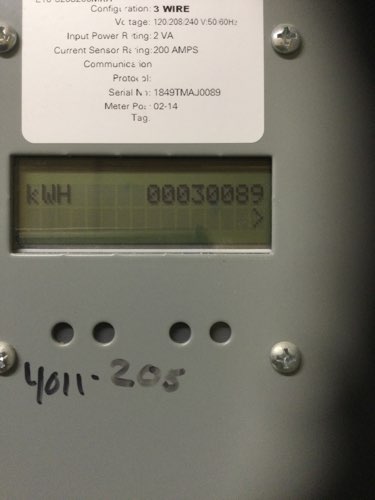 Configuration: 3 WIRE
Voltage: 120/208/240 V:50/60Hz
Input Power Rating: 2 VA
Current Sensor Rating: 200 AMPS
Communication
Protocol:
Serial No: 1849TMAJ0089
Meter Pos: 02-14
Tag:
kWH 00030089
>
4011-205